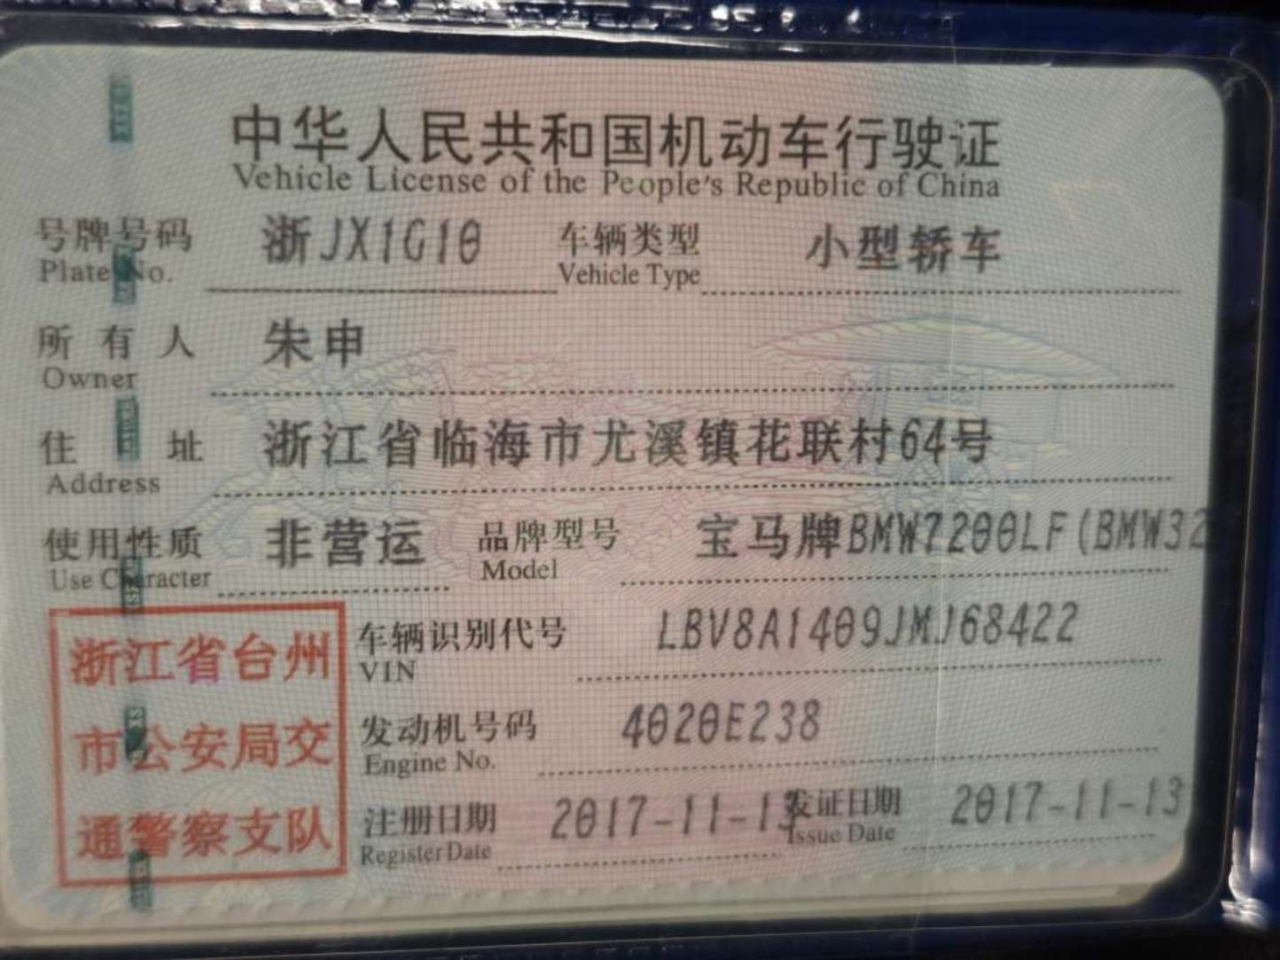 中华人民共和国机动车行驶证
Vehicle License of the People's Republic of China
号牌号码 浙JX1G10 车辆类型 小型轿车
Plate No. Vehicle Type
所有人 朱申
Owner
住址 浙江省临海市尤溪镇花联村64号
Address
使用性质 非营运 品牌型号 宝马牌BMW7200LF(BMW32
Use Character Model
浙江省台州
市公安局交
通警察支队
车辆识别代号 LBV8A1409JMJ68422
VIN
发动机号码 4020E238
Engine No.
注册日期 2017-11-13 发证日期 2017-11-13
Register Date Issue Date